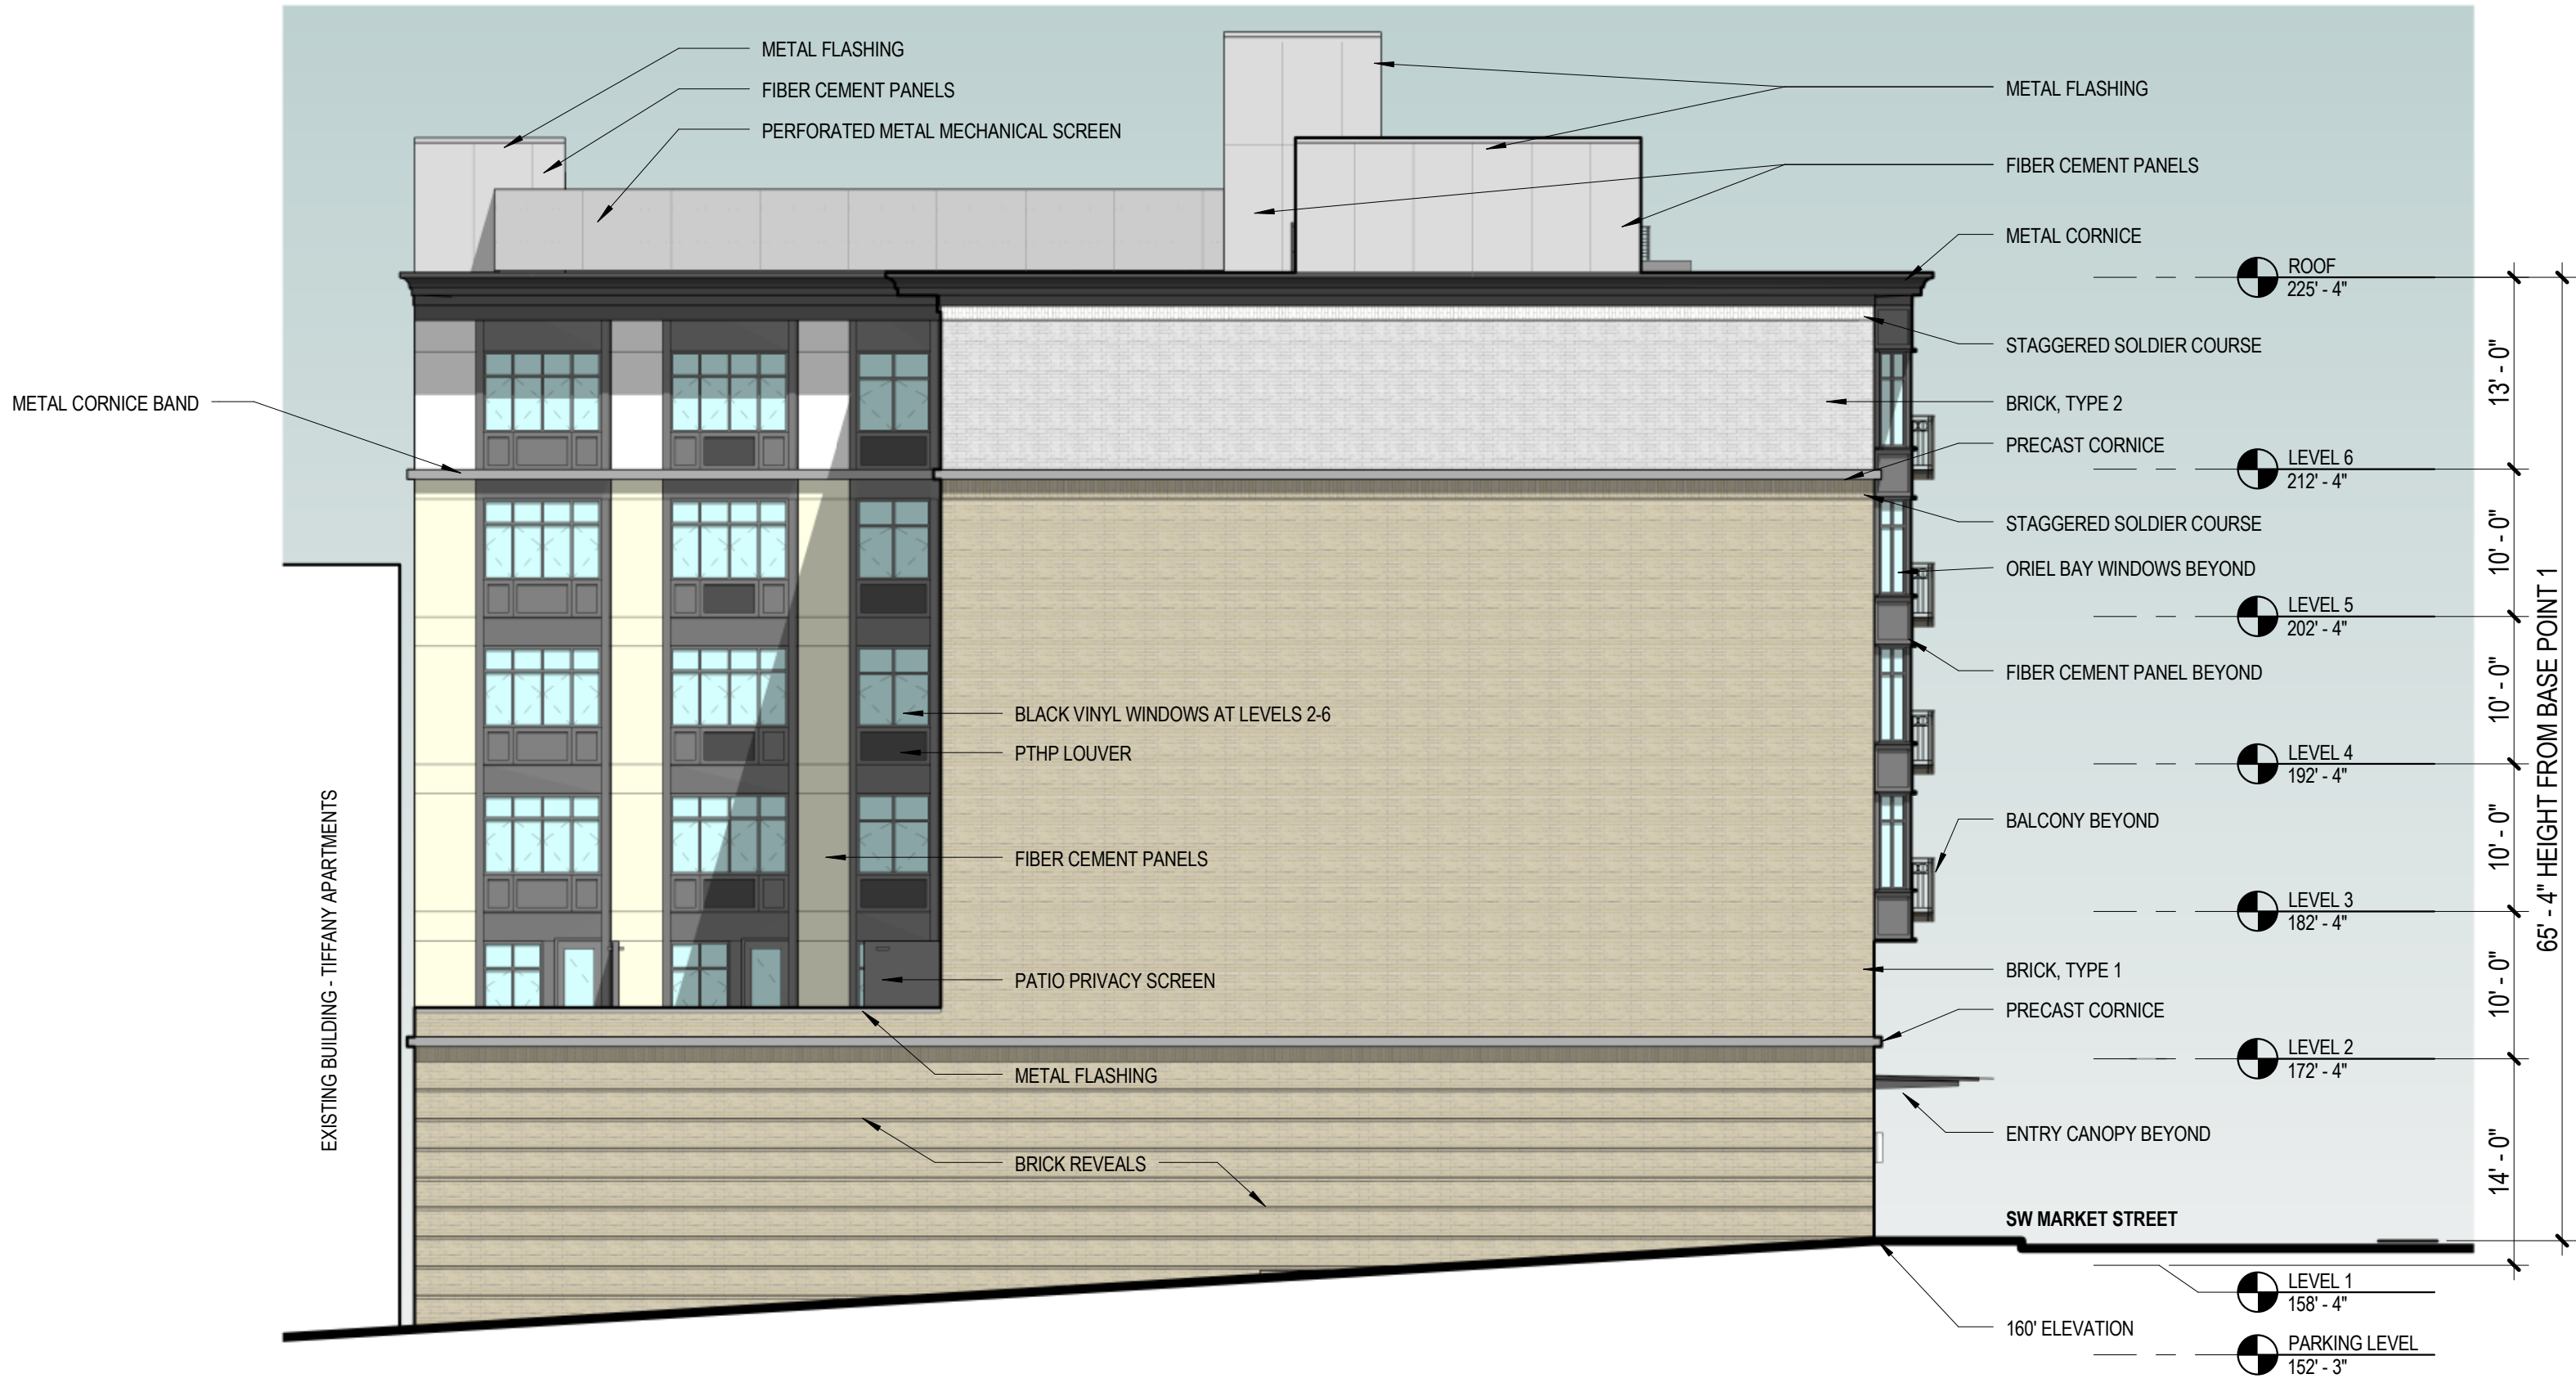 METAL FLASHING
FIBER CEMENT PANELS
PERFORATED METAL MECHANICAL SCREEN
METAL CORNICE BAND
EXISTING BUILDING - TIFFANY APARTMENTS
BLACK VINYL WINDOWS AT LEVELS 2-6
PTHP LOUVER
FIBER CEMENT PANELS
PATIO PRIVACY SCREEN
METAL FLASHING
BRICK REVEALS
METAL FLASHING
FIBER CEMENT PANELS
METAL CORNICE
STAGGERED SOLDIER COURSE
BRICK, TYPE 2
PRECAST CORNICE
STAGGERED SOLDIER COURSE
ORIEL BAY WINDOWS BEYOND
FIBER CEMENT PANEL BEYOND
BALCONY BEYOND
BRICK, TYPE 1
PRECAST CORNICE
ENTRY CANOPY BEYOND
SW MARKET STREET
160' ELEVATION
ROOF
225' - 4"
LEVEL 6
212' - 4"
LEVEL 5
202' - 4"
LEVEL 4
192' - 4"
LEVEL 3
182' - 4"
LEVEL 2
172' - 4"
LEVEL 1
158' - 4"
PARKING LEVEL
152' - 3"
13' - 0"
10' - 0"
10' - 0"
10' - 0"
10' - 0"
14' - 0"
65' - 4" HEIGHT FROM BASE POINT 1